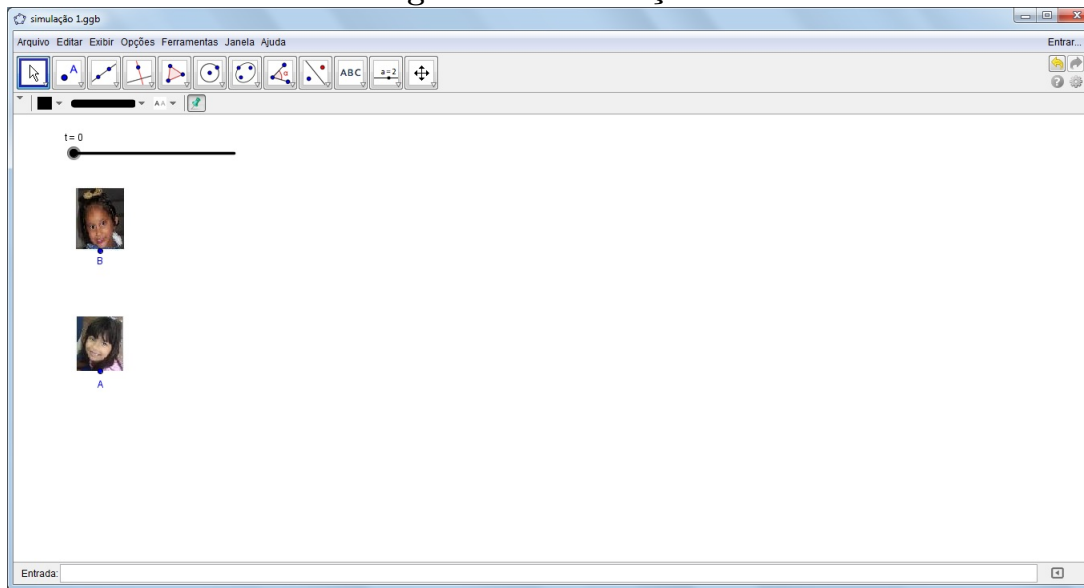 simulação 1.ggb
Arquivo Editar Exibir Opções Ferramentas Janela Ajuda
Entrar...
A
α
ABC
a=2
A A
t = 0
B
A
Entrada: